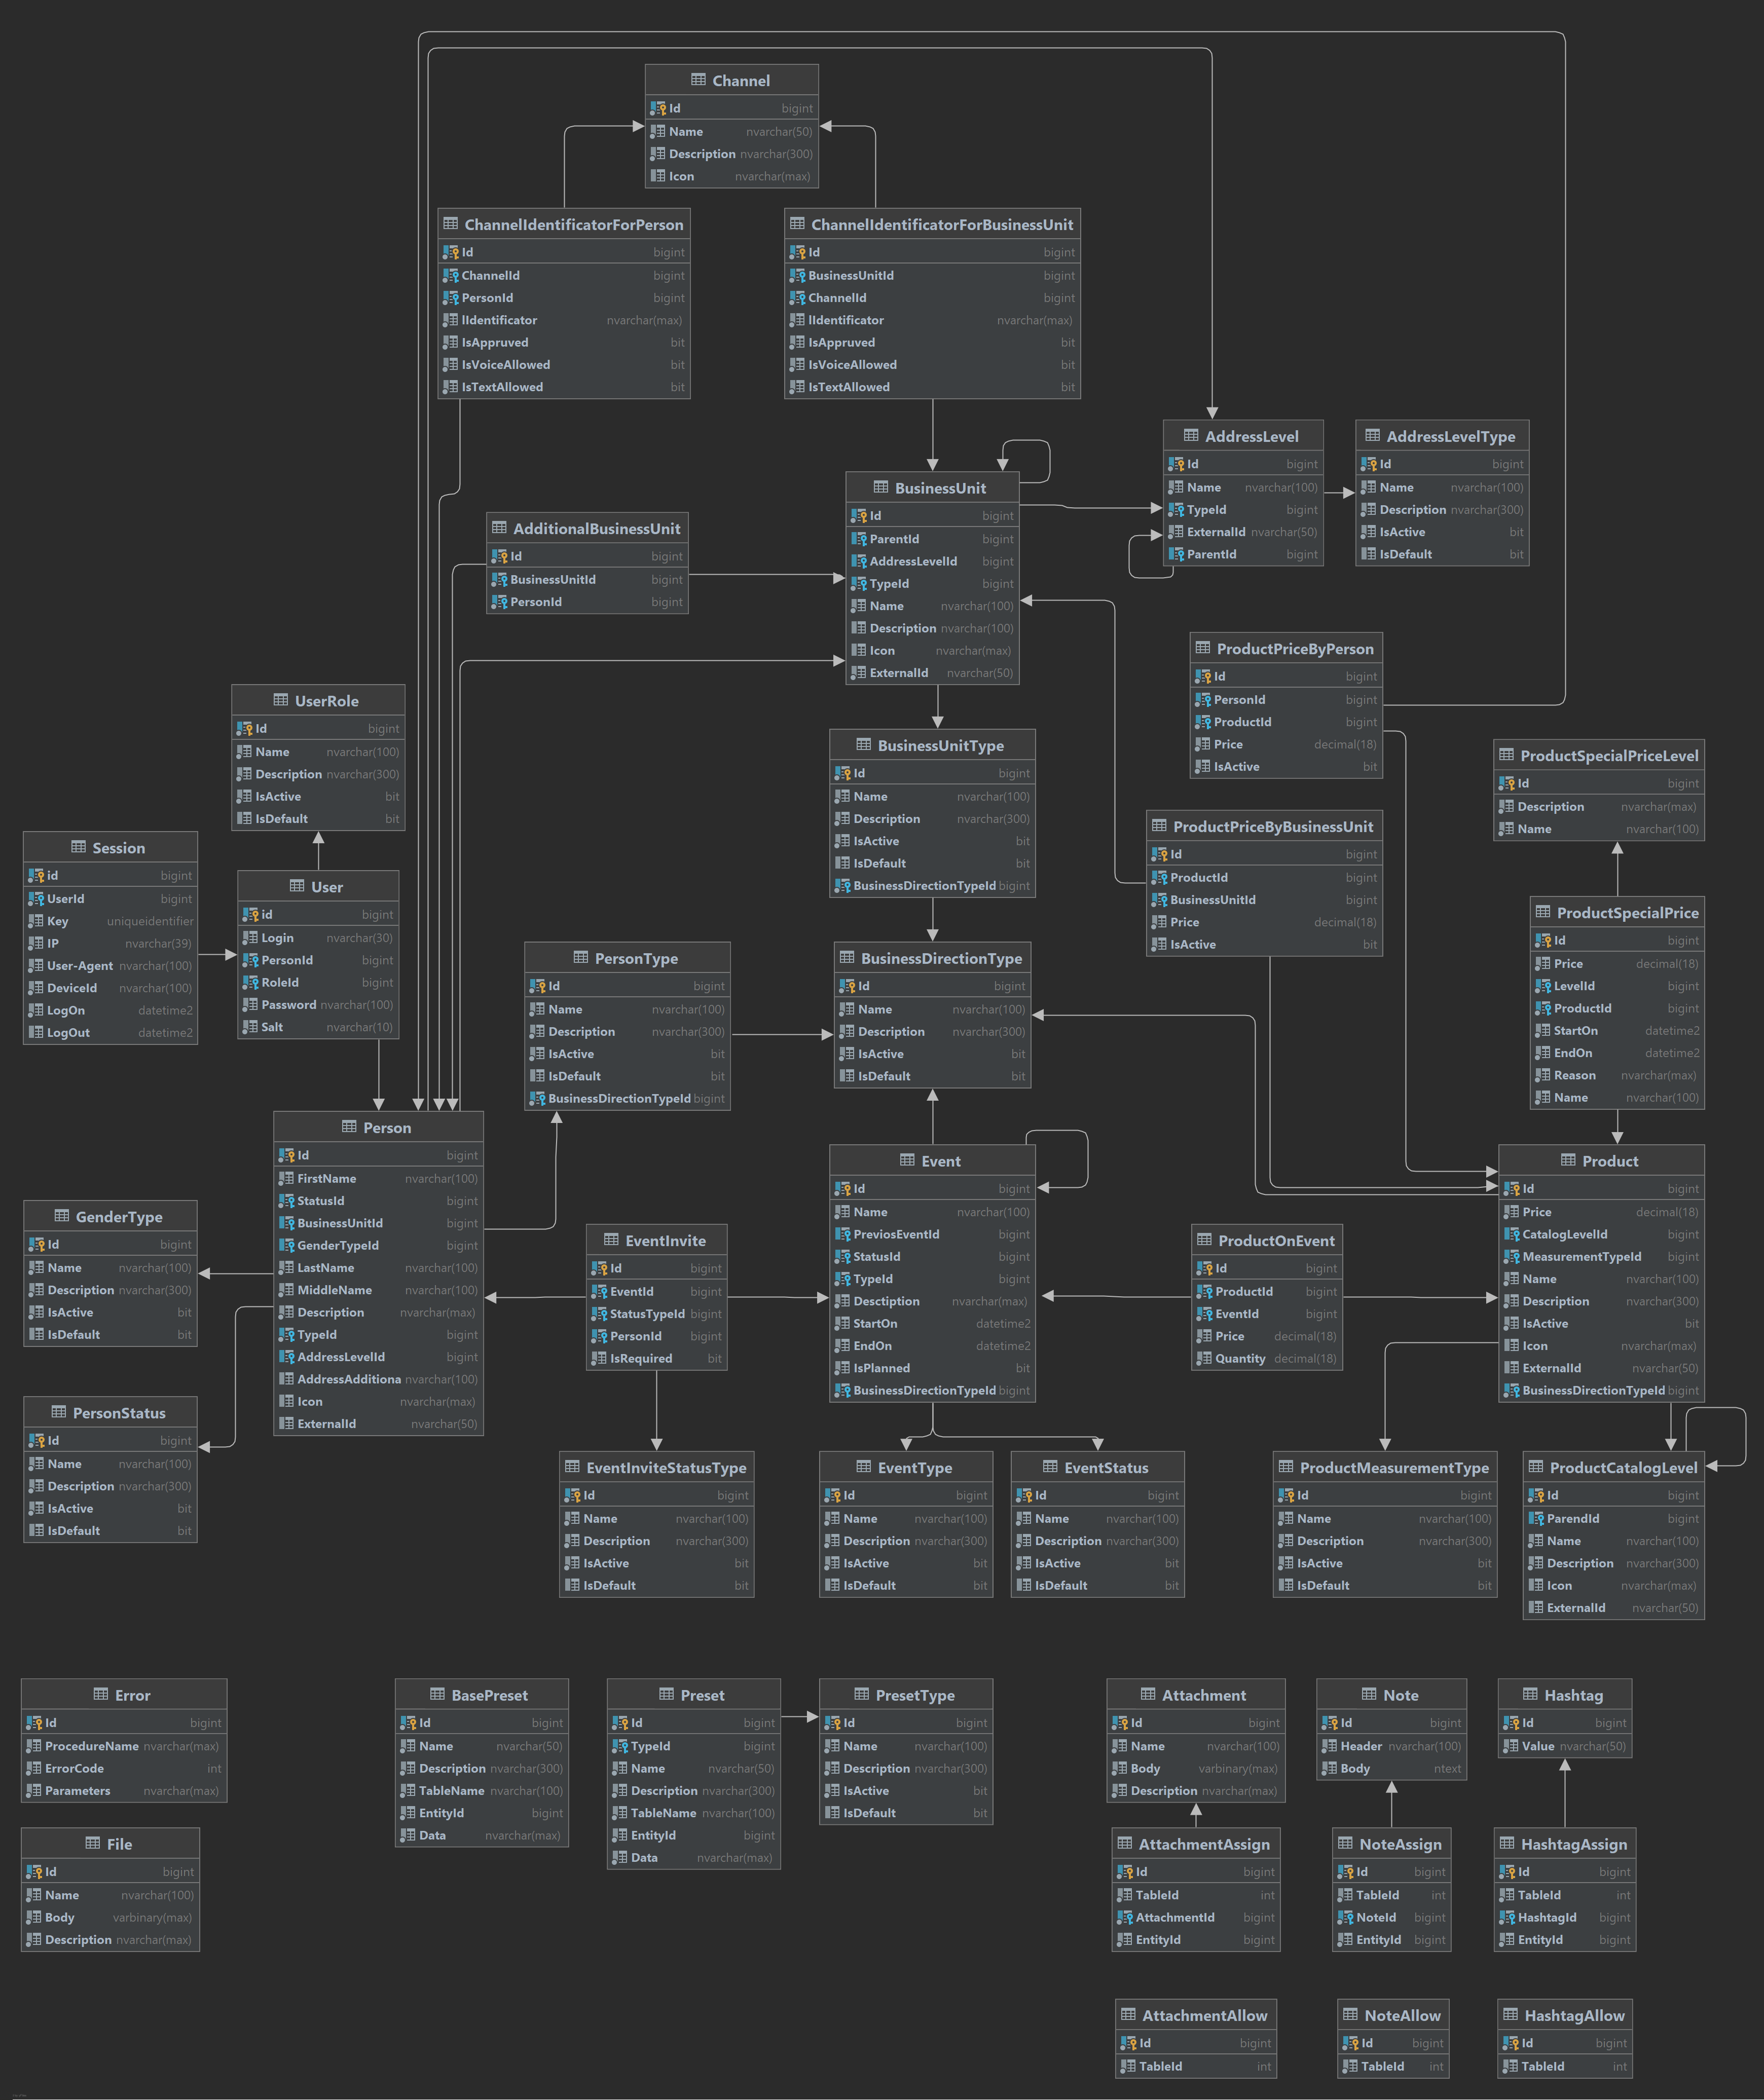 Channel
Id bigint
Name nvarchar(50)
Description nvarchar(300)
Icon nvarchar(max)
ChannelIdentificatorForPerson
Id bigint
ChannelId bigint
PersonId bigint
IIdentificator nvarchar(max)
IsAppruved bit
IsVoiceAllowed bit
IsTextAllowed bit
ChannelIdentificatorForBusinessUnit
Id bigint
BusinessUnitId bigint
ChannelId bigint
IIdentificator nvarchar(max)
IsAppruved bit
IsVoiceAllowed bit
IsTextAllowed bit
AddressLevel
Id bigint
Name nvarchar(100)
TypeId bigint
ExternalId nvarchar(50)
ParentId bigint
AddressLevelType
Id bigint
Name nvarchar(100)
Description nvarchar(300)
IsActive bit
IsDefault bit
BusinessUnit
Id bigint
ParentId bigint
AddressLevelId bigint
TypeId bigint
Name nvarchar(100)
Description nvarchar(100)
Icon nvarchar(max)
ExternalId nvarchar(50)
AdditionalBusinessUnit
Id bigint
BusinessUnitId bigint
PersonId bigint
ProductPriceByPerson
Id bigint
PersonId bigint
ProductId bigint
Price decimal(18)
IsActive bit
UserRole
Id bigint
Name nvarchar(100)
Description nvarchar(300)
IsActive bit
IsDefault bit
BusinessUnitType
Id bigint
Name nvarchar(100)
Description nvarchar(300)
IsActive bit
IsDefault bit
BusinessDirectionTypeId bigint
ProductSpecialPriceLevel
Id bigint
Description nvarchar(max)
Name nvarchar(100)
ProductPriceByBusinessUnit
Id bigint
ProductId bigint
BusinessUnitId bigint
Price decimal(18)
IsActive bit
Session
id bigint
UserId bigint
Key uniqueidentifier
IP nvarchar(39)
User-Agent nvarchar(100)
DeviceId nvarchar(100)
LogOn datetime2
LogOut datetime2
User
id bigint
Login nvarchar(30)
PersonId bigint
RoleId bigint
Password nvarchar(100)
Salt nvarchar(10)
ProductSpecialPrice
Id bigint
Price decimal(18)
LevelId bigint
ProductId bigint
StartOn datetime2
EndOn datetime2
Reason nvarchar(max)
Name nvarchar(100)
PersonType
Id bigint
Name nvarchar(100)
Description nvarchar(300)
IsActive bit
IsDefault bit
BusinessDirectionTypeId bigint
BusinessDirectionType
Id bigint
Name nvarchar(100)
Description nvarchar(300)
IsActive bit
IsDefault bit
Person
Id bigint
FirstName nvarchar(100)
StatusId bigint
BusinessUnitId bigint
GenderTypeId bigint
LastName nvarchar(100)
MiddleName nvarchar(100)
Description nvarchar(max)
TypeId bigint
AddressLevelId bigint
AddressAdditiona nvarchar(100)
Icon nvarchar(max)
ExternalId nvarchar(50)
Event
Id bigint
Name nvarchar(100)
PreviosEventId bigint
StatusId bigint
TypeId bigint
Desctiption nvarchar(max)
StartOn datetime2
EndOn datetime2
IsPlanned bit
BusinessDirectionTypeId bigint
Product
Id bigint
Price decimal(18)
CatalogLevelId bigint
MeasurementTypeId bigint
Name nvarchar(100)
Description nvarchar(300)
IsActive bit
Icon nvarchar(max)
ExternalId nvarchar(50)
BusinessDirectionTypeId bigint
GenderType
Id bigint
Name nvarchar(100)
Description nvarchar(300)
IsActive bit
IsDefault bit
EventInvite
Id bigint
EventId bigint
StatusTypeId bigint
PersonId bigint
IsRequired bit
ProductOnEvent
Id bigint
ProductId bigint
EventId bigint
Price decimal(18)
Quantity decimal(18)
PersonStatus
Id bigint
Name nvarchar(100)
Description nvarchar(300)
IsActive bit
IsDefault bit
EventInviteStatusType
Id bigint
Name nvarchar(100)
Description nvarchar(300)
IsActive bit
IsDefault bit
EventType
Id bigint
Name nvarchar(100)
Description nvarchar(300)
IsActive bit
IsDefault bit
EventStatus
Id bigint
Name nvarchar(100)
Description nvarchar(300)
IsActive bit
IsDefault bit
ProductMeasurementType
Id bigint
Name nvarchar(100)
Description nvarchar(300)
IsActive bit
IsDefault bit
ProductCatalogLevel
Id bigint
ParendId bigint
Name nvarchar(100)
Description nvarchar(300)
Icon nvarchar(max)
ExternalId nvarchar(50)
Error
Id bigint
ProcedureName nvarchar(max)
ErrorCode int
Parameters nvarchar(max)
BasePreset
Id bigint
Name nvarchar(50)
Description nvarchar(300)
TableName nvarchar(100)
EntityId bigint
Data nvarchar(max)
Preset
Id bigint
TypeId bigint
Name nvarchar(50)
Description nvarchar(300)
TableName nvarchar(100)
EntityId bigint
Data nvarchar(max)
PresetType
Id bigint
Name nvarchar(100)
Description nvarchar(300)
IsActive bit
IsDefault bit
Attachment
Id bigint
Name nvarchar(100)
Body varbinary(max)
Description nvarchar(max)
Note
Id bigint
Header nvarchar(100)
Body ntext
Hashtag
Id bigint
Value nvarchar(50)
File
Id bigint
Name nvarchar(100)
Body varbinary(max)
Description nvarchar(max)
AttachmentAssign
Id bigint
TableId int
AttachmentId bigint
EntityId bigint
NoteAssign
Id bigint
TableId int
NoteId bigint
EntityId bigint
HashtagAssign
Id bigint
TableId int
HashtagId bigint
EntityId bigint
AttachmentAllow
Id bigint
TableId int
NoteAllow
Id bigint
TableId int
HashtagAllow
Id bigint
TableId int